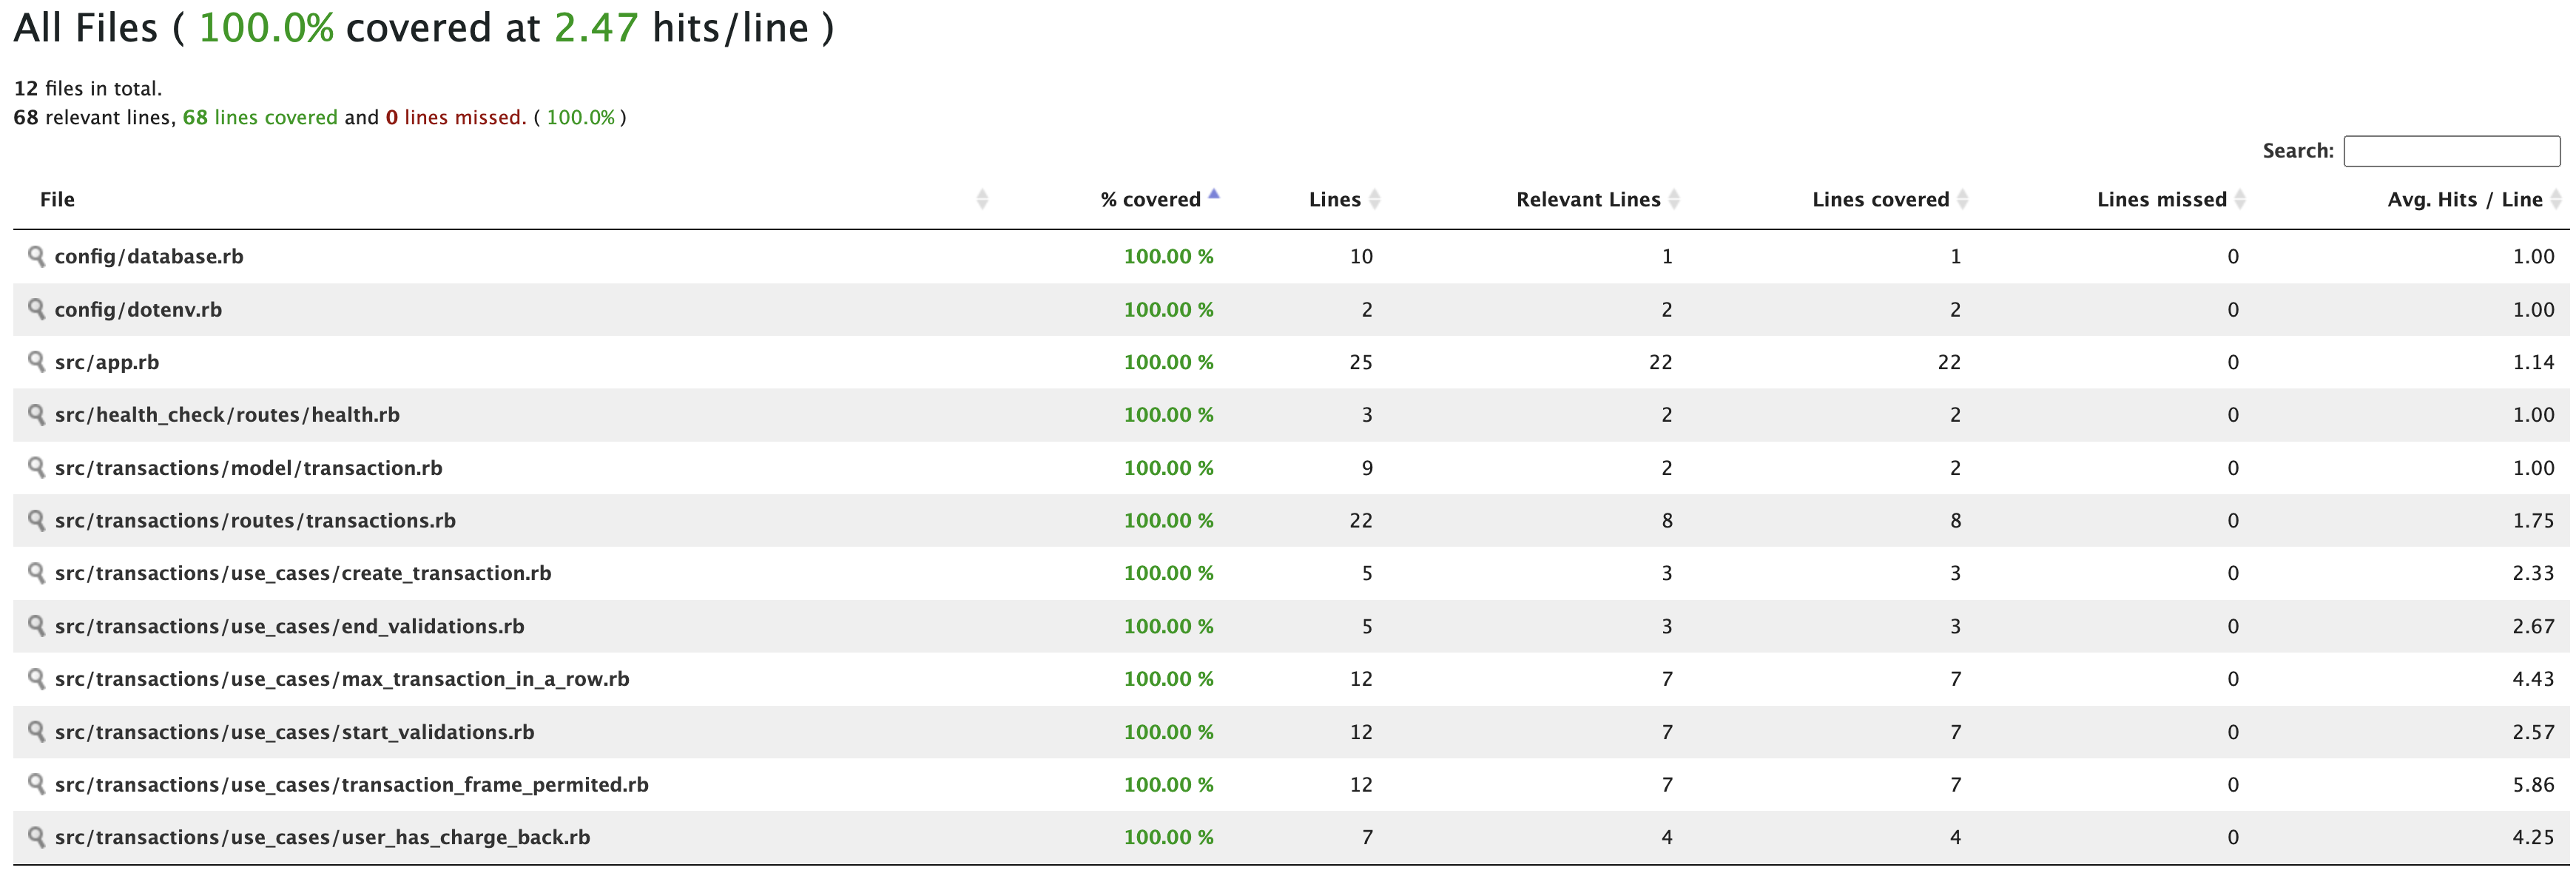 All Files ( 100.0% covered at 2.47 hits/line )
12 files in total.
68 relevant lines, 68 lines covered and 0 lines missed. ( 100.0% )
Search:
File % covered Lines Relevant Lines Lines covered Lines missed Avg. Hits / Line
config/database.rb 100.00 % 10 1 1 0 1.00
config/dotenv.rb 100.00 % 2 2 2 0 1.00
src/app.rb 100.00 % 25 22 22 0 1.14
src/health_check/routes/health.rb 100.00 % 3 2 2 0 1.00
src/transactions/model/transaction.rb 100.00 % 9 2 2 0 1.00
src/transactions/routes/transactions.rb 100.00 % 22 8 8 0 1.75
src/transactions/use_cases/create_transaction.rb 100.00 % 5 3 3 0 2.33
src/transactions/use_cases/end_validations.rb 100.00 % 5 3 3 0 2.67
src/transactions/use_cases/max_transaction_in_a_row.rb 100.00 % 12 7 7 0 4.43
src/transactions/use_cases/start_validations.rb 100.00 % 12 7 7 0 2.57
src/transactions/use_cases/transaction_frame_permited.rb 100.00 % 12 7 7 0 5.86
src/transactions/use_cases/user_has_charge_back.rb 100.00 % 7 4 4 0 4.25